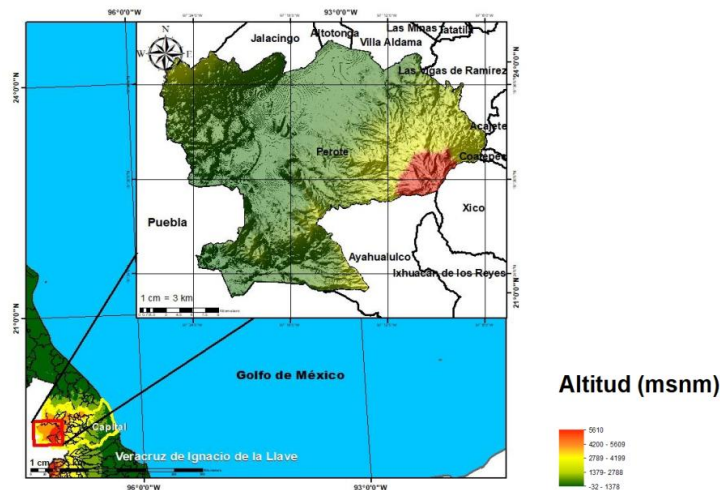 96°0'0"W
93°0'0"W
24°0'0"N
24°0'0"N
N
W
E
S
Jalacingo
Altotonga
Las Minas
Tatatila
Villa Aldama
Las Vigas de Ramírez
Acajete
Perote
Coatepec
Puebla
Xico
Ayahualulco
Ixhuacán de los Reyes
1 cm = 3 km
21°0'0"N
21°0'0"N
Golfo de México
Capital
Veracruz de Ignacio de la Llave
1 cm
96°0'0"W
93°0'0"W
Altitud (msnm)
5610
4200 - 5609
2789 - 4199
1379- 2788
-32 - 1378